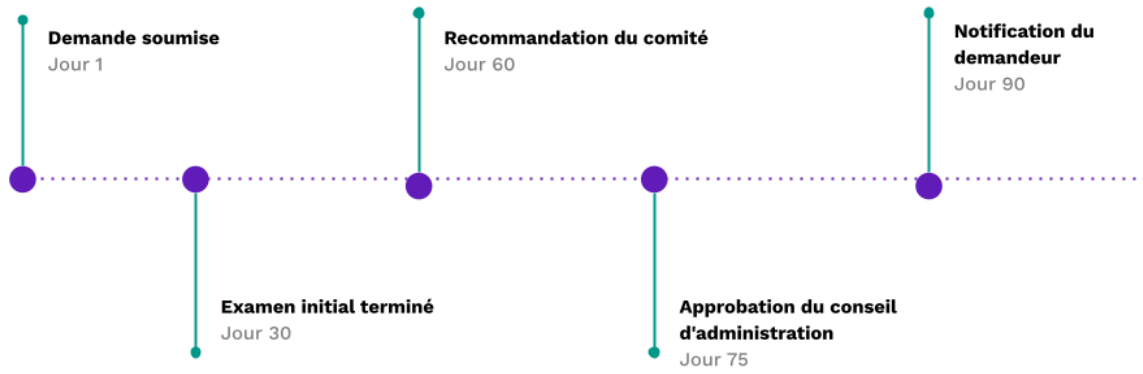 Demande soumise
Jour 1
Examen initial terminé
Jour 30
Recommandation du comité
Jour 60
Approbation du conseil
d'administration
Jour 75
Notification du
demandeur
Jour 90